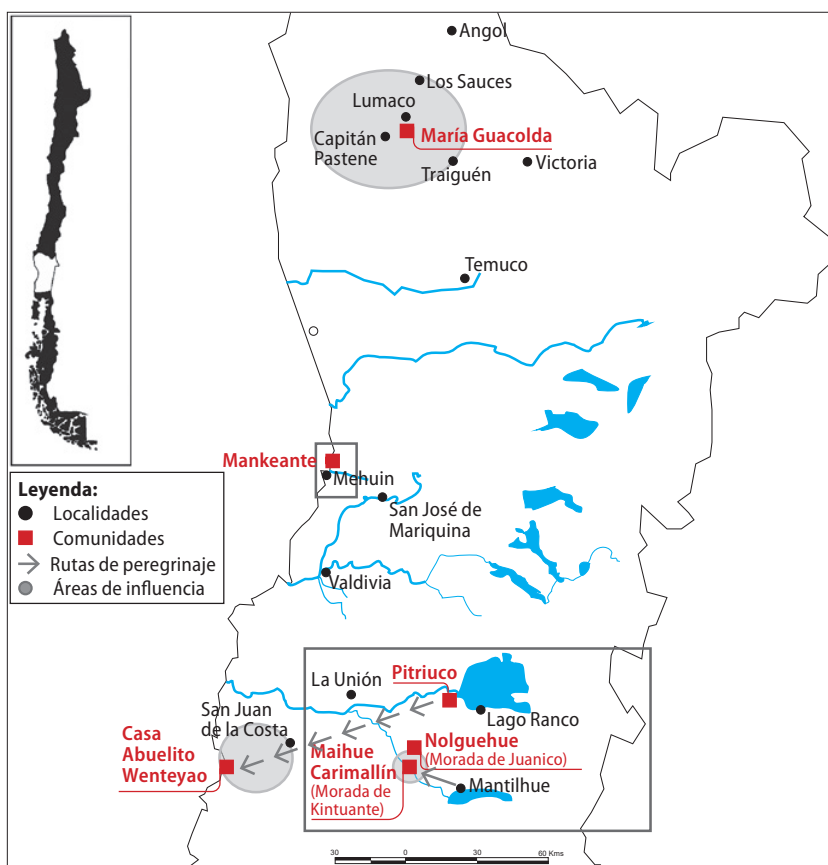 Angol
Los Sauces
Lumaco
María Guacolda
Capitán
Pastene
Traiguén
Victoria
Temuco
Mankeante
Mehuin
San José de
Mariquina
Leyenda:
Localidades
Comunidades
Rutas de peregrinaje
Áreas de influencia
Valdivia
Pitriuco
La Unión
Lago Ranco
San Juan
de la Costa
Casa
Abuelito
Wenteyao
Maihue
Carimallín
(Morada de
Kintuante)
Nolguehue
(Morada de Juanico)
Mantilhue
30 0 30 60 Kms